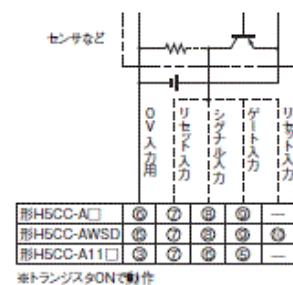 センサなど
0V入力用
リセット入力
シグナル入力
ゲート入力
リセット入力
形H5CC-A□ ⑥ ⑦ ⑧ ⑨ —
形H5CC-AWSD ⑥ ⑦ ⑧ ⑨ ⑩
形H5CC-A11□ ③ ⑦ ⑥ ⑤ —
※トランジスタONで動作